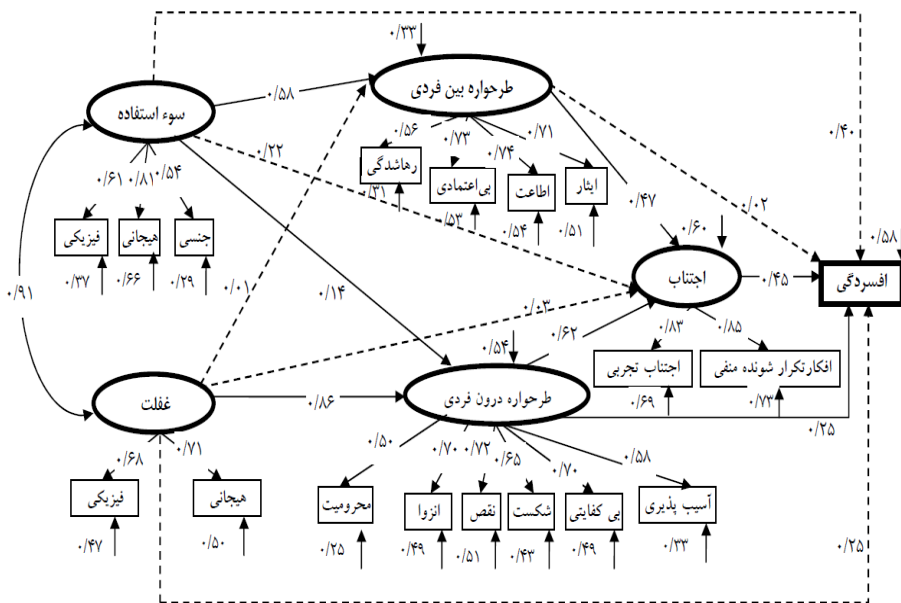 ۰/۳۳
طرحواره بین فردی
سوء استفاده
۰/۵۸
۰/۴۰
۰/۲۲
۰/۵۶
۰/۷۳
۰/۷۴
۰/۷۱
۰/۶۱
۰/۸۱
۰/۵۴
رهاشدگی
بی‌اعتمادی
اطاعت
ایثار
۰/۳۱
۰/۵۳
۰/۵۴
۰/۵۱
۰/۴۷
۰/۰۲
فیزیکی
هیجانی
جنسی
۰/۳۷
۰/۶۶
۰/۲۹
۰/۶۰
۰/۵۸
اجتناب
۰/۴۵
افسردگی
۰/۹۱
۰/۰۱
۰/۱۴
۰/۰۳
۰/۵۴
۰/۶۲
۰/۸۳
۰/۸۵
اجتناب تجربی
افکارتکرار شونده منفی
۰/۶۹
۰/۷۳
غفلت
۰/۸۶
طرحواره درون فردی
۰/۲۵
۰/۶۸
۰/۷۱
۰/۵۰
۰/۷۰
۰/۷۲
۰/۶۵
۰/۷۰
۰/۵۸
فیزیکی
هیجانی
محرومیت
انزوا
نقص
شکست
بی کفایتی
آسیب پذیری
۰/۴۷
۰/۵۰
۰/۲۵
۰/۴۹
۰/۵۱
۰/۴۳
۰/۴۹
۰/۳۳
۰/۲۵